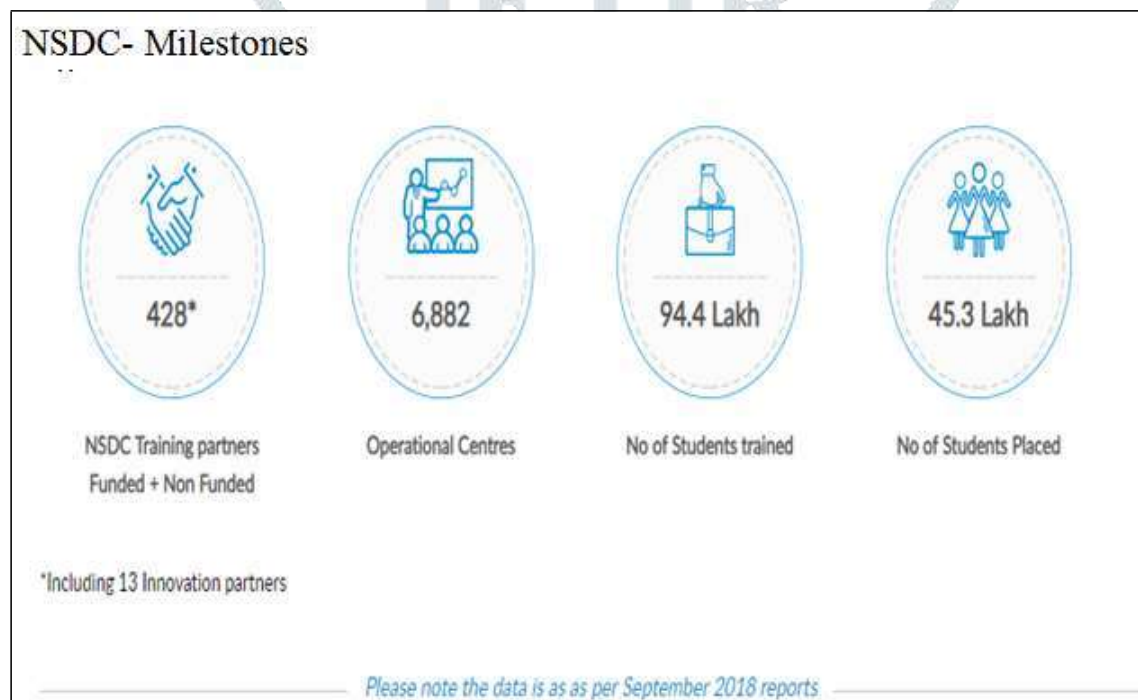 NSDC- Milestones
428*
6,882
94.4 Lakh
45.3 Lakh
NSDC Training partners
Funded + Non Funded
Operational Centres
No of Students trained
No of Students Placed
*Including 13 Innovation partners
Please note the data is as as per September 2018 reports